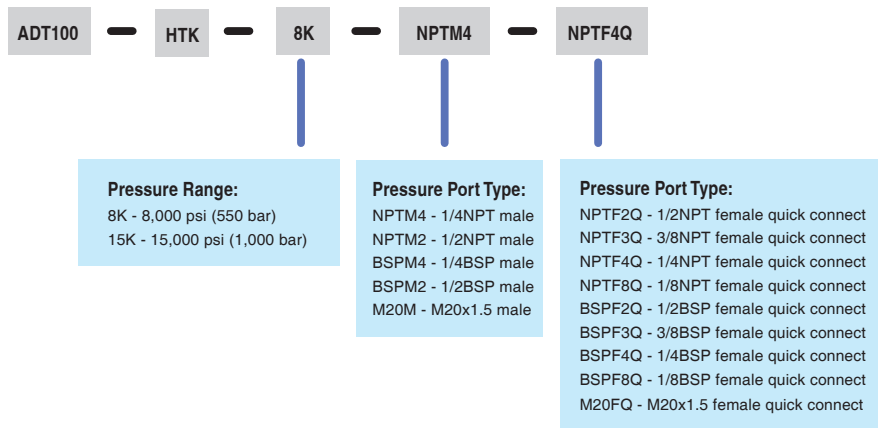 ADT100 HTK 8K NPTM4 NPTF4Q
Pressure Range:
8K - 8,000 psi (550 bar)
15K - 15,000 psi (1,000 bar)
Pressure Port Type:
NPTM4 - 1/4NPT male
NPTM2 - 1/2NPT male
BSPM4 - 1/4BSP male
BSPM2 - 1/2BSP male
M20M - M20x1.5 male
Pressure Port Type:
NPTF2Q - 1/2NPT female quick connect
NPTF3Q - 3/8NPT female quick connect
NPTF4Q - 1/4NPT female quick connect
NPTF8Q - 1/8NPT female quick connect
BSPF2Q - 1/2BSP female quick connect
BSPF3Q - 3/8BSP female quick connect
BSPF4Q - 1/4BSP female quick connect
BSPF8Q - 1/8BSP female quick connect
M20FQ - M20x1.5 female quick connect